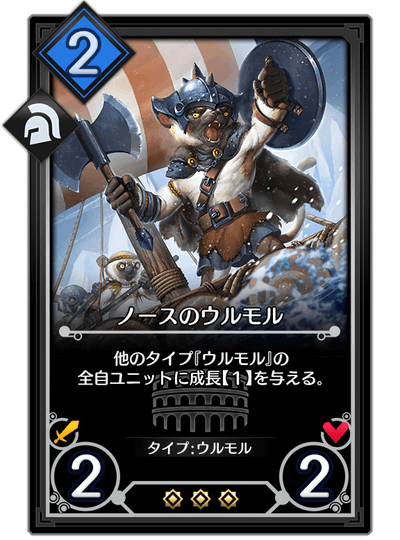 2
ノースのウルモル
他のタイプ『ウルモル』の
全自ユニットに成長【1】を与える。
タイプ：ウルモル
2
2